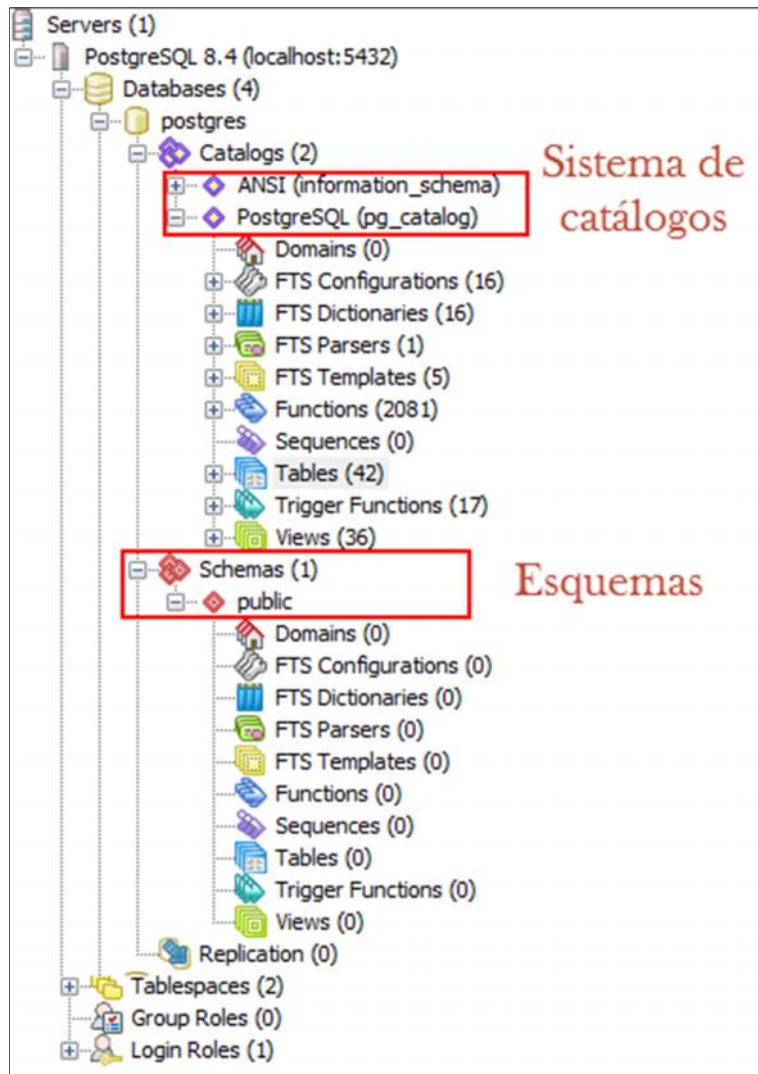 Servers (1)
PostgreSQL 8.4 (localhost:5432)
Databases (4)
postgres
Catalogs (2)
ANSI (information_schema)
PostgreSQL (pg_catalog)
Sistema de
catálogos
Domains (0)
FTS Configurations (16)
FTS Dictionaries (16)
FTS Parsers (1)
FTS Templates (5)
Functions (2081)
Sequences (0)
Tables (42)
Trigger Functions (17)
Views (36)
Schemas (1)
public
Esquemas
Domains (0)
FTS Configurations (0)
FTS Dictionaries (0)
FTS Parsers (0)
FTS Templates (0)
Functions (0)
Sequences (0)
Tables (0)
Trigger Functions (0)
Views (0)
Replication (0)
Tablespaces (2)
Group Roles (0)
Login Roles (1)